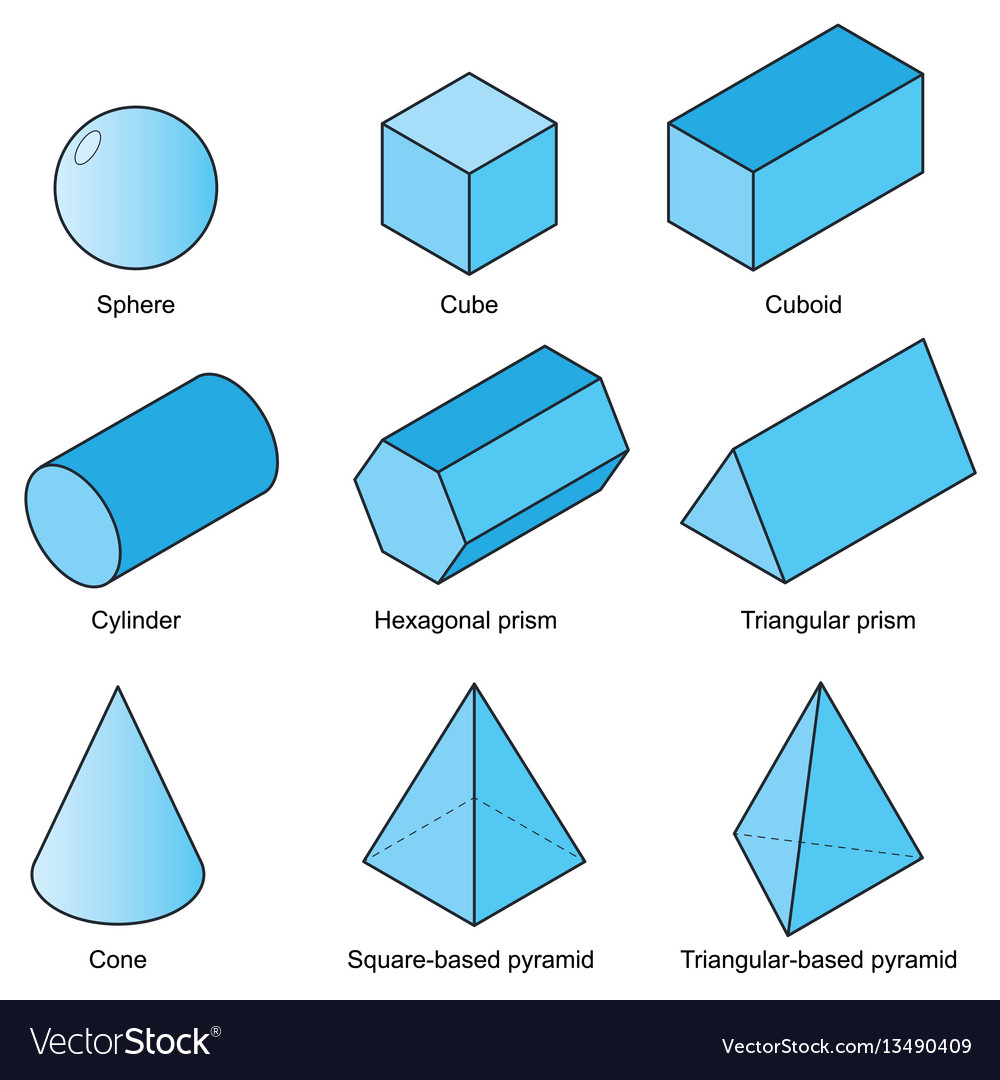 Sphere
Cube
Cuboid
Cylinder
Hexagonal prism
Triangular prism
Cone
Square-based pyramid
Triangular-based pyramid
VectorStock®
VectorStock.com/13490409